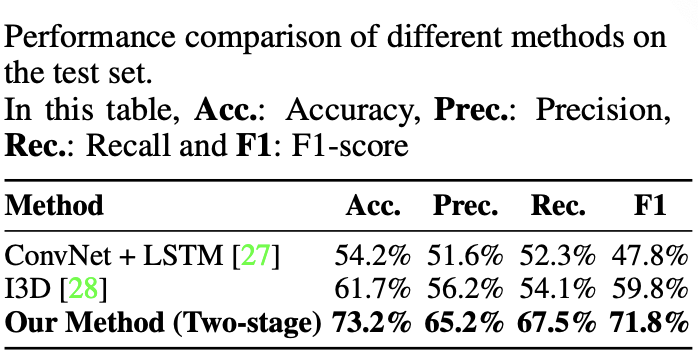 Performance comparison of different methods on
the test set.
In this table, Acc.: Accuracy, Prec.: Precision,
Rec.: Recall and F1: F1-score
Method Acc. Prec. Rec. F1
ConvNet + LSTM [27] 54.2% 51.6% 52.3% 47.8%
I3D [28] 61.7% 56.2% 54.1% 59.8%
Our Method (Two-stage) 73.2% 65.2% 67.5% 71.8%